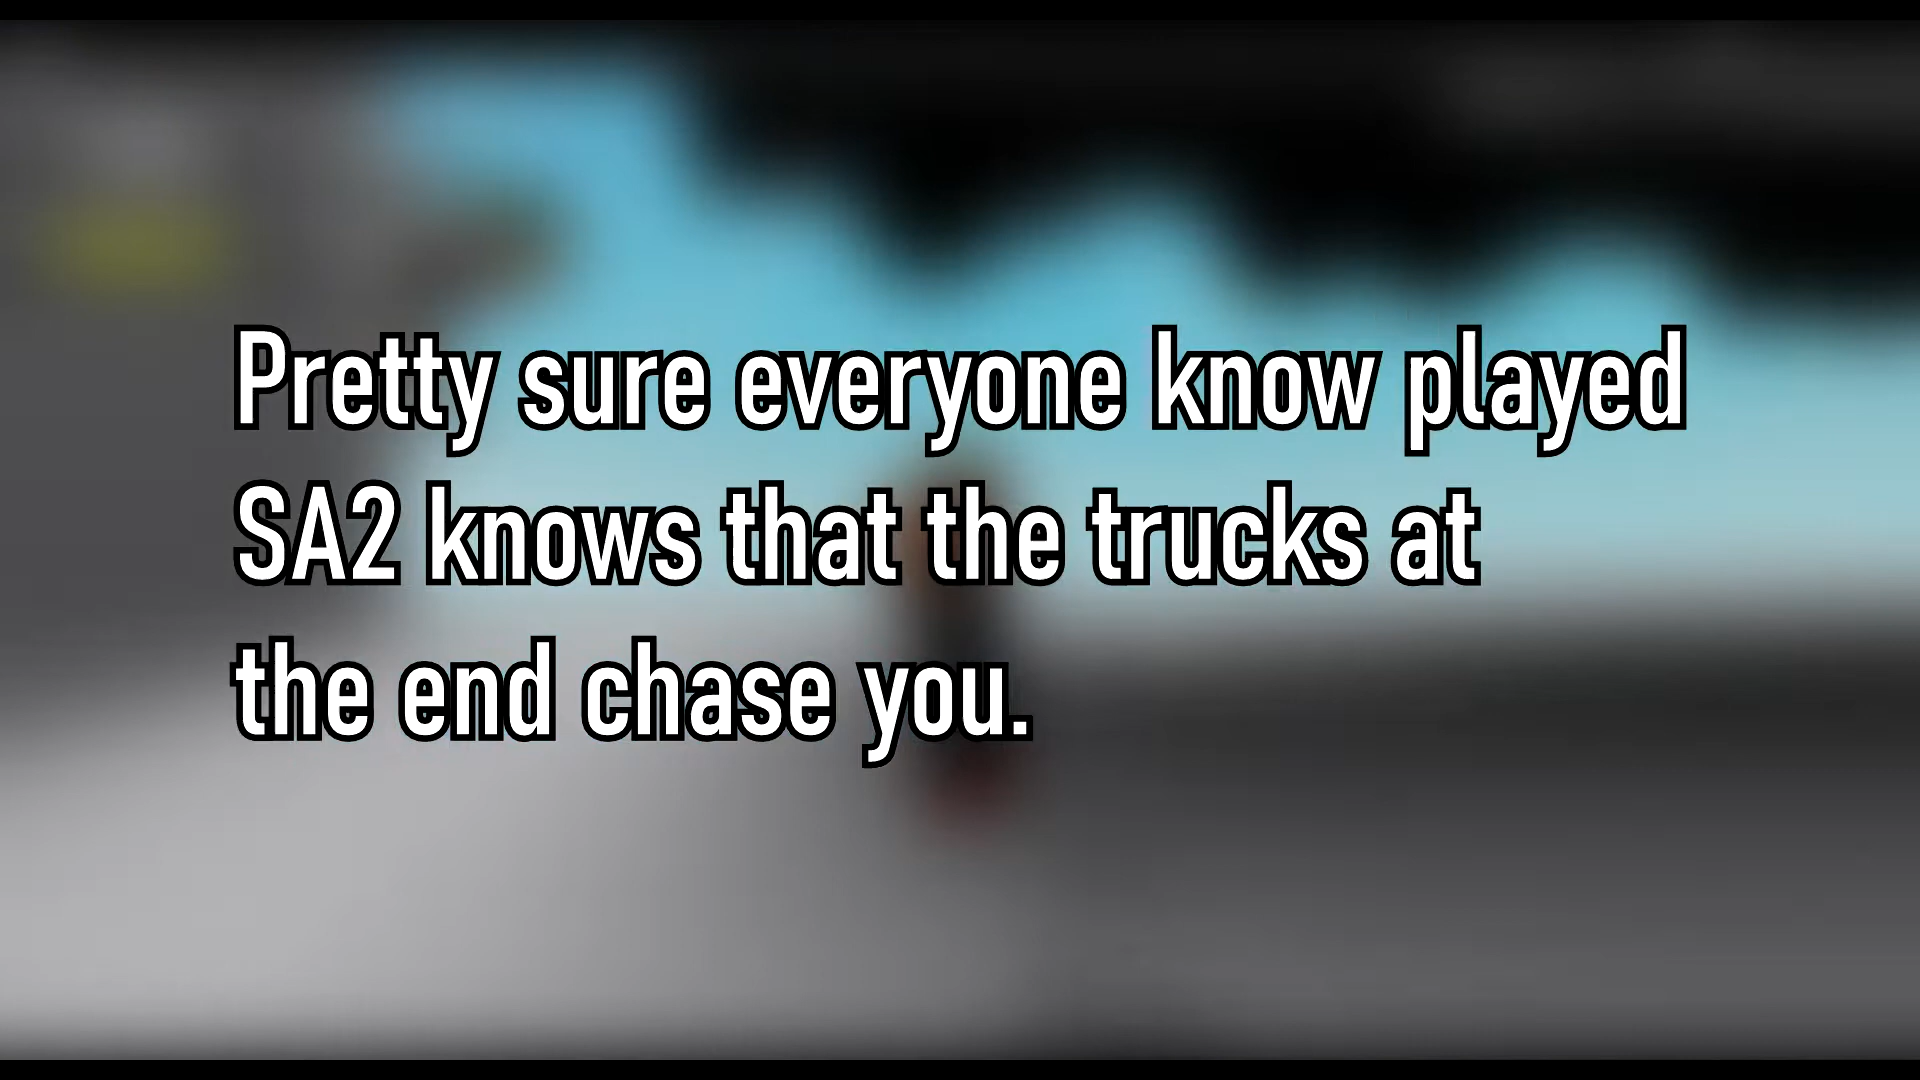 Pretty sure everyone know played
SA2 knows that the trucks at
the end chase you.